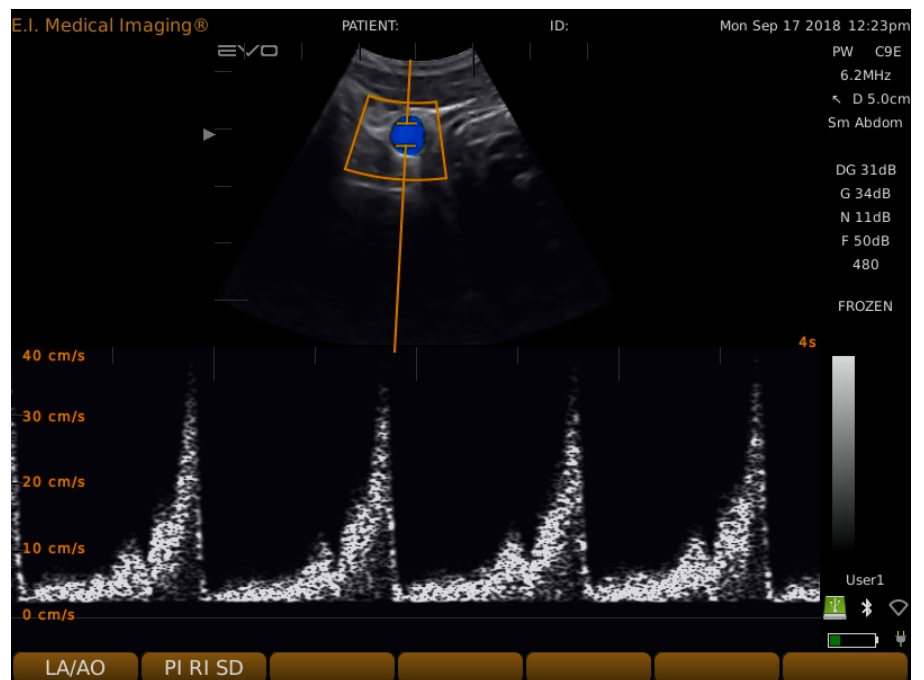 E.I. Medical Imaging® PATIENT: ID: Mon Sep 17 2018 12:23pm
EVO
PW C9E
6.2MHz
↖ D 5.0cm
Sm Abdom
DG 31dB
G 34dB
N 11dB
F 50dB
480
FROZEN
4s
40 cm/s
30 cm/s
20 cm/s
10 cm/s
0 cm/s
User1
LA/AO PI RI SD